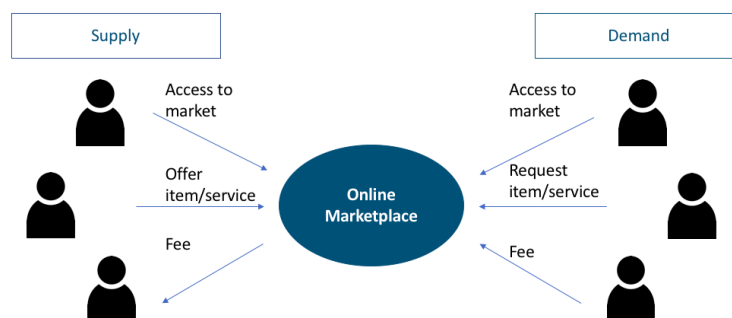 Supply
Demand
Access to
market
Access to
market
Offer
item/service
Online
Marketplace
Request
item/service
Fee
Fee